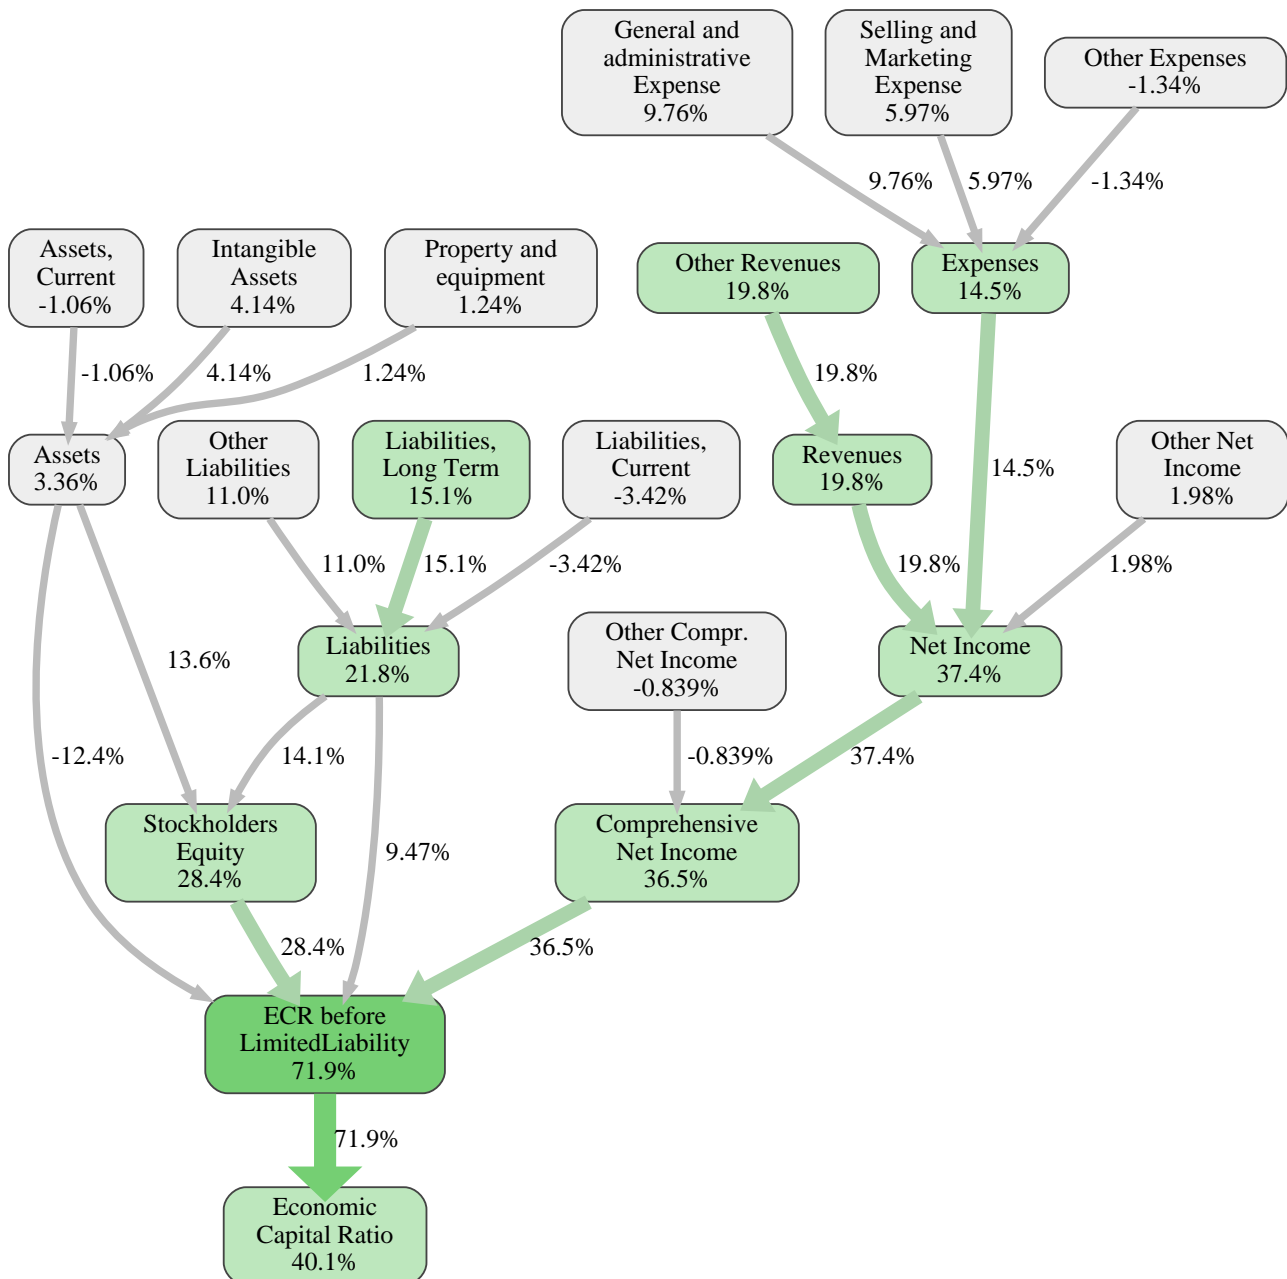 General and
administrative
Expense
9.76%
Selling and
Marketing
Expense
5.97%
Other Expenses
-1.34%
9.76%
5.97%
-1.34%
Assets,
Current
-1.06%
Intangible
Assets
4.14%
Property and
equipment
1.24%
Other Revenues
19.8%
Expenses
14.5%
-1.06%
4.14%
1.24%
19.8%
Assets
3.36%
Other
Liabilities
11.0%
Liabilities,
Long Term
15.1%
Liabilities,
Current
-3.42%
Revenues
19.8%
14.5%
Other Net
Income
1.98%
11.0%
15.1%
-3.42%
19.8%
1.98%
13.6%
Liabilities
21.8%
Other Compr.
Net Income
-0.839%
Net Income
37.4%
-12.4%
14.1%
-0.839%
37.4%
Stockholders
Equity
28.4%
9.47%
Comprehensive
Net Income
36.5%
28.4%
36.5%
ECR before
LimitedLiability
71.9%
71.9%
Economic
Capital Ratio
40.1%